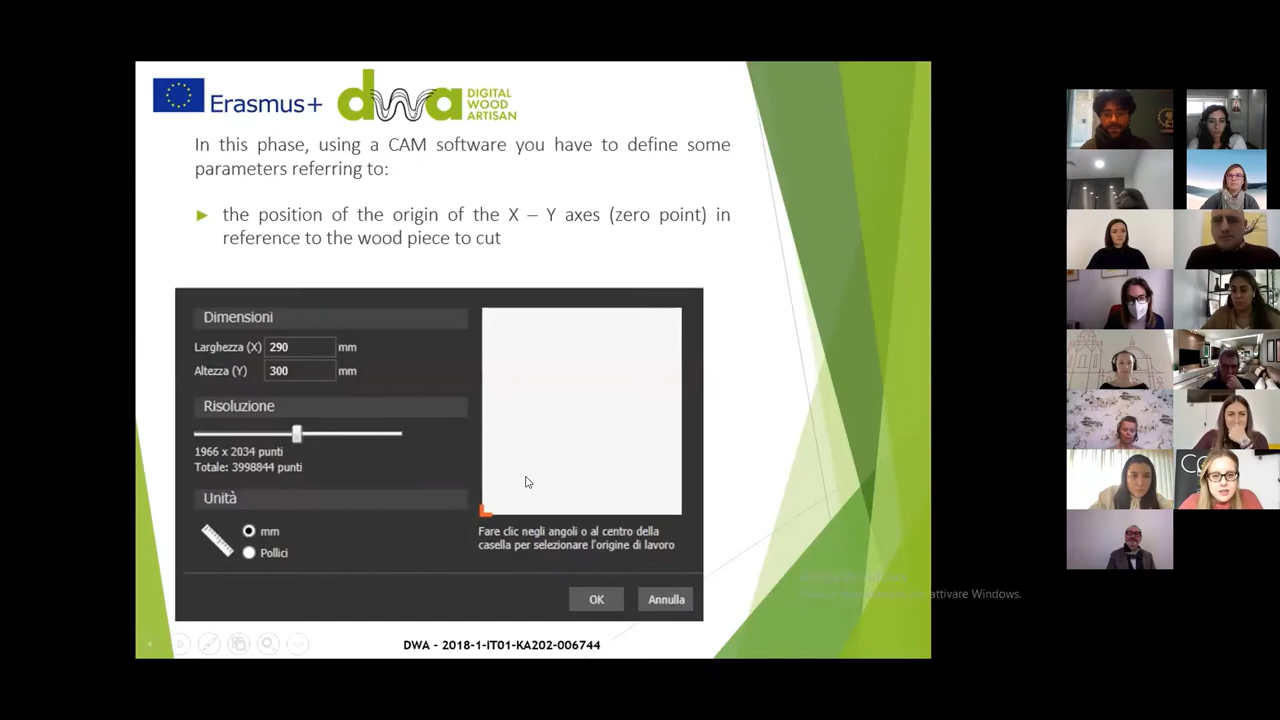 Erasmus+
dwa
DIGITAL
WOOD
ARTISAN
In this phase, using a CAM software you have to define some
parameters referring to:
the position of the origin of the X – Y axes (zero point) in
reference to the wood piece to cut
Dimensioni
Larghezza (X) 290 mm
Altezza (Y) 300 mm
Risoluzione
1966 x 2034 punti
Totale: 3998844 punti
Unità
mm
Pollici
Fare clic negli angoli o al centro della
casella per selezionare l'origine di lavoro
OK Annulla
DWA - 2018-1-IT01-KA202-006744
attivare Windows.